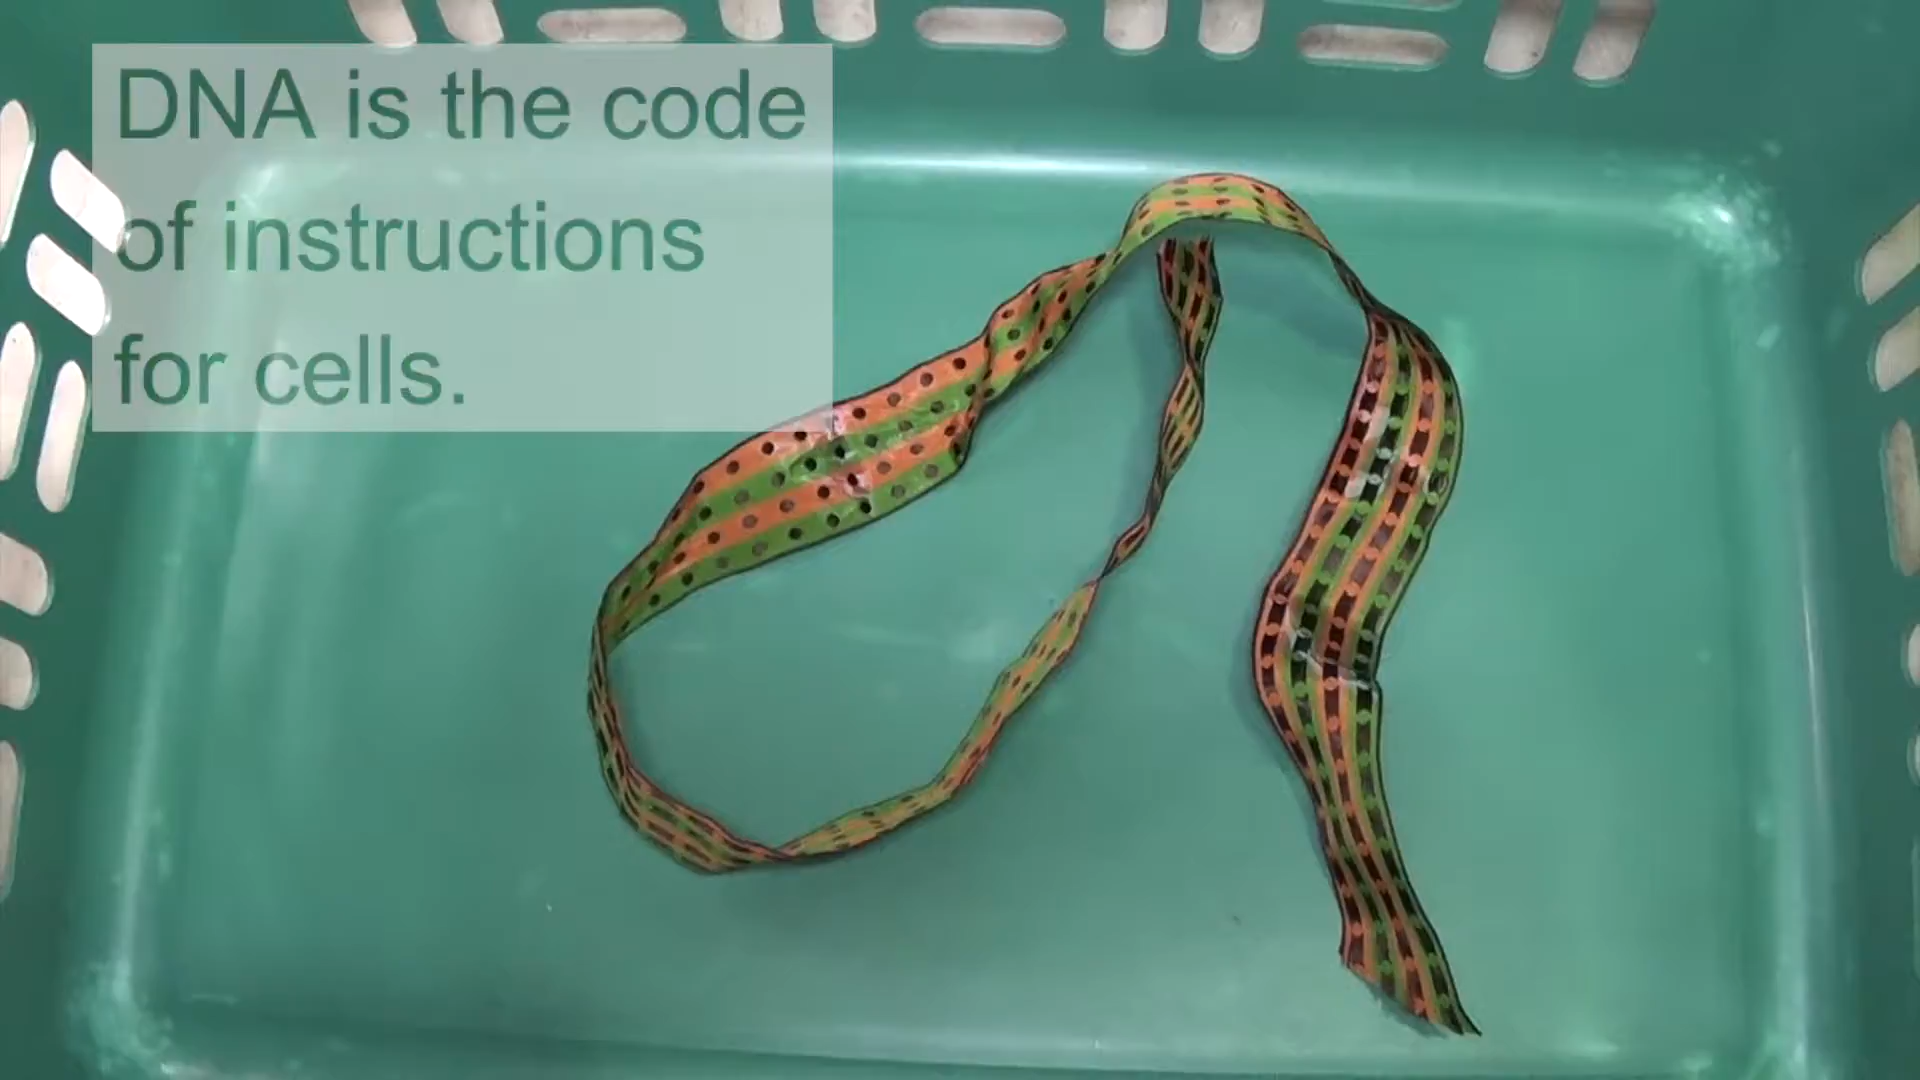 DNA is the code
of instructions
for cells.